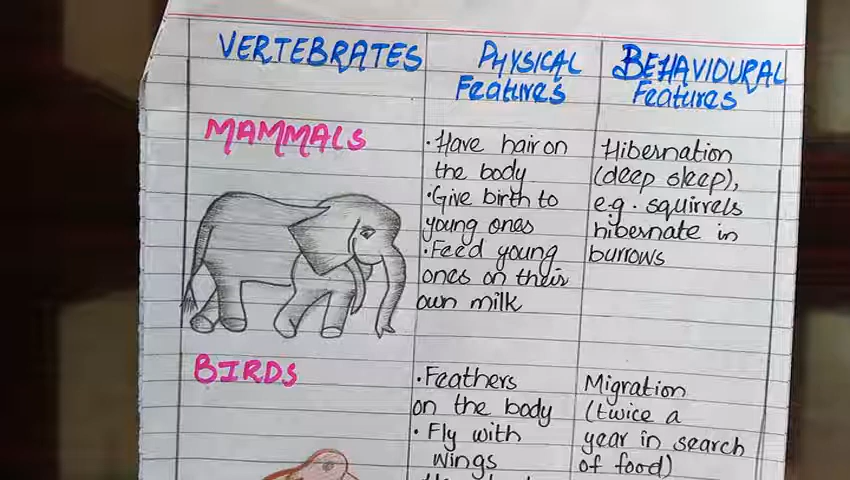 VERTEBRATES
PHYSICAL
Features
BEHAVIOURAL
Features
MAMMALS
• Have hair on
the body
• Give birth to
young ones
• Feed young
ones on their
own milk
Hibernation
(deep sleep),
e.g. squirrels
hibernate in
burrows
BIRDS
• Feathers
on the body
• Fly with
wings
Migration
(twice a
year in search
of food)